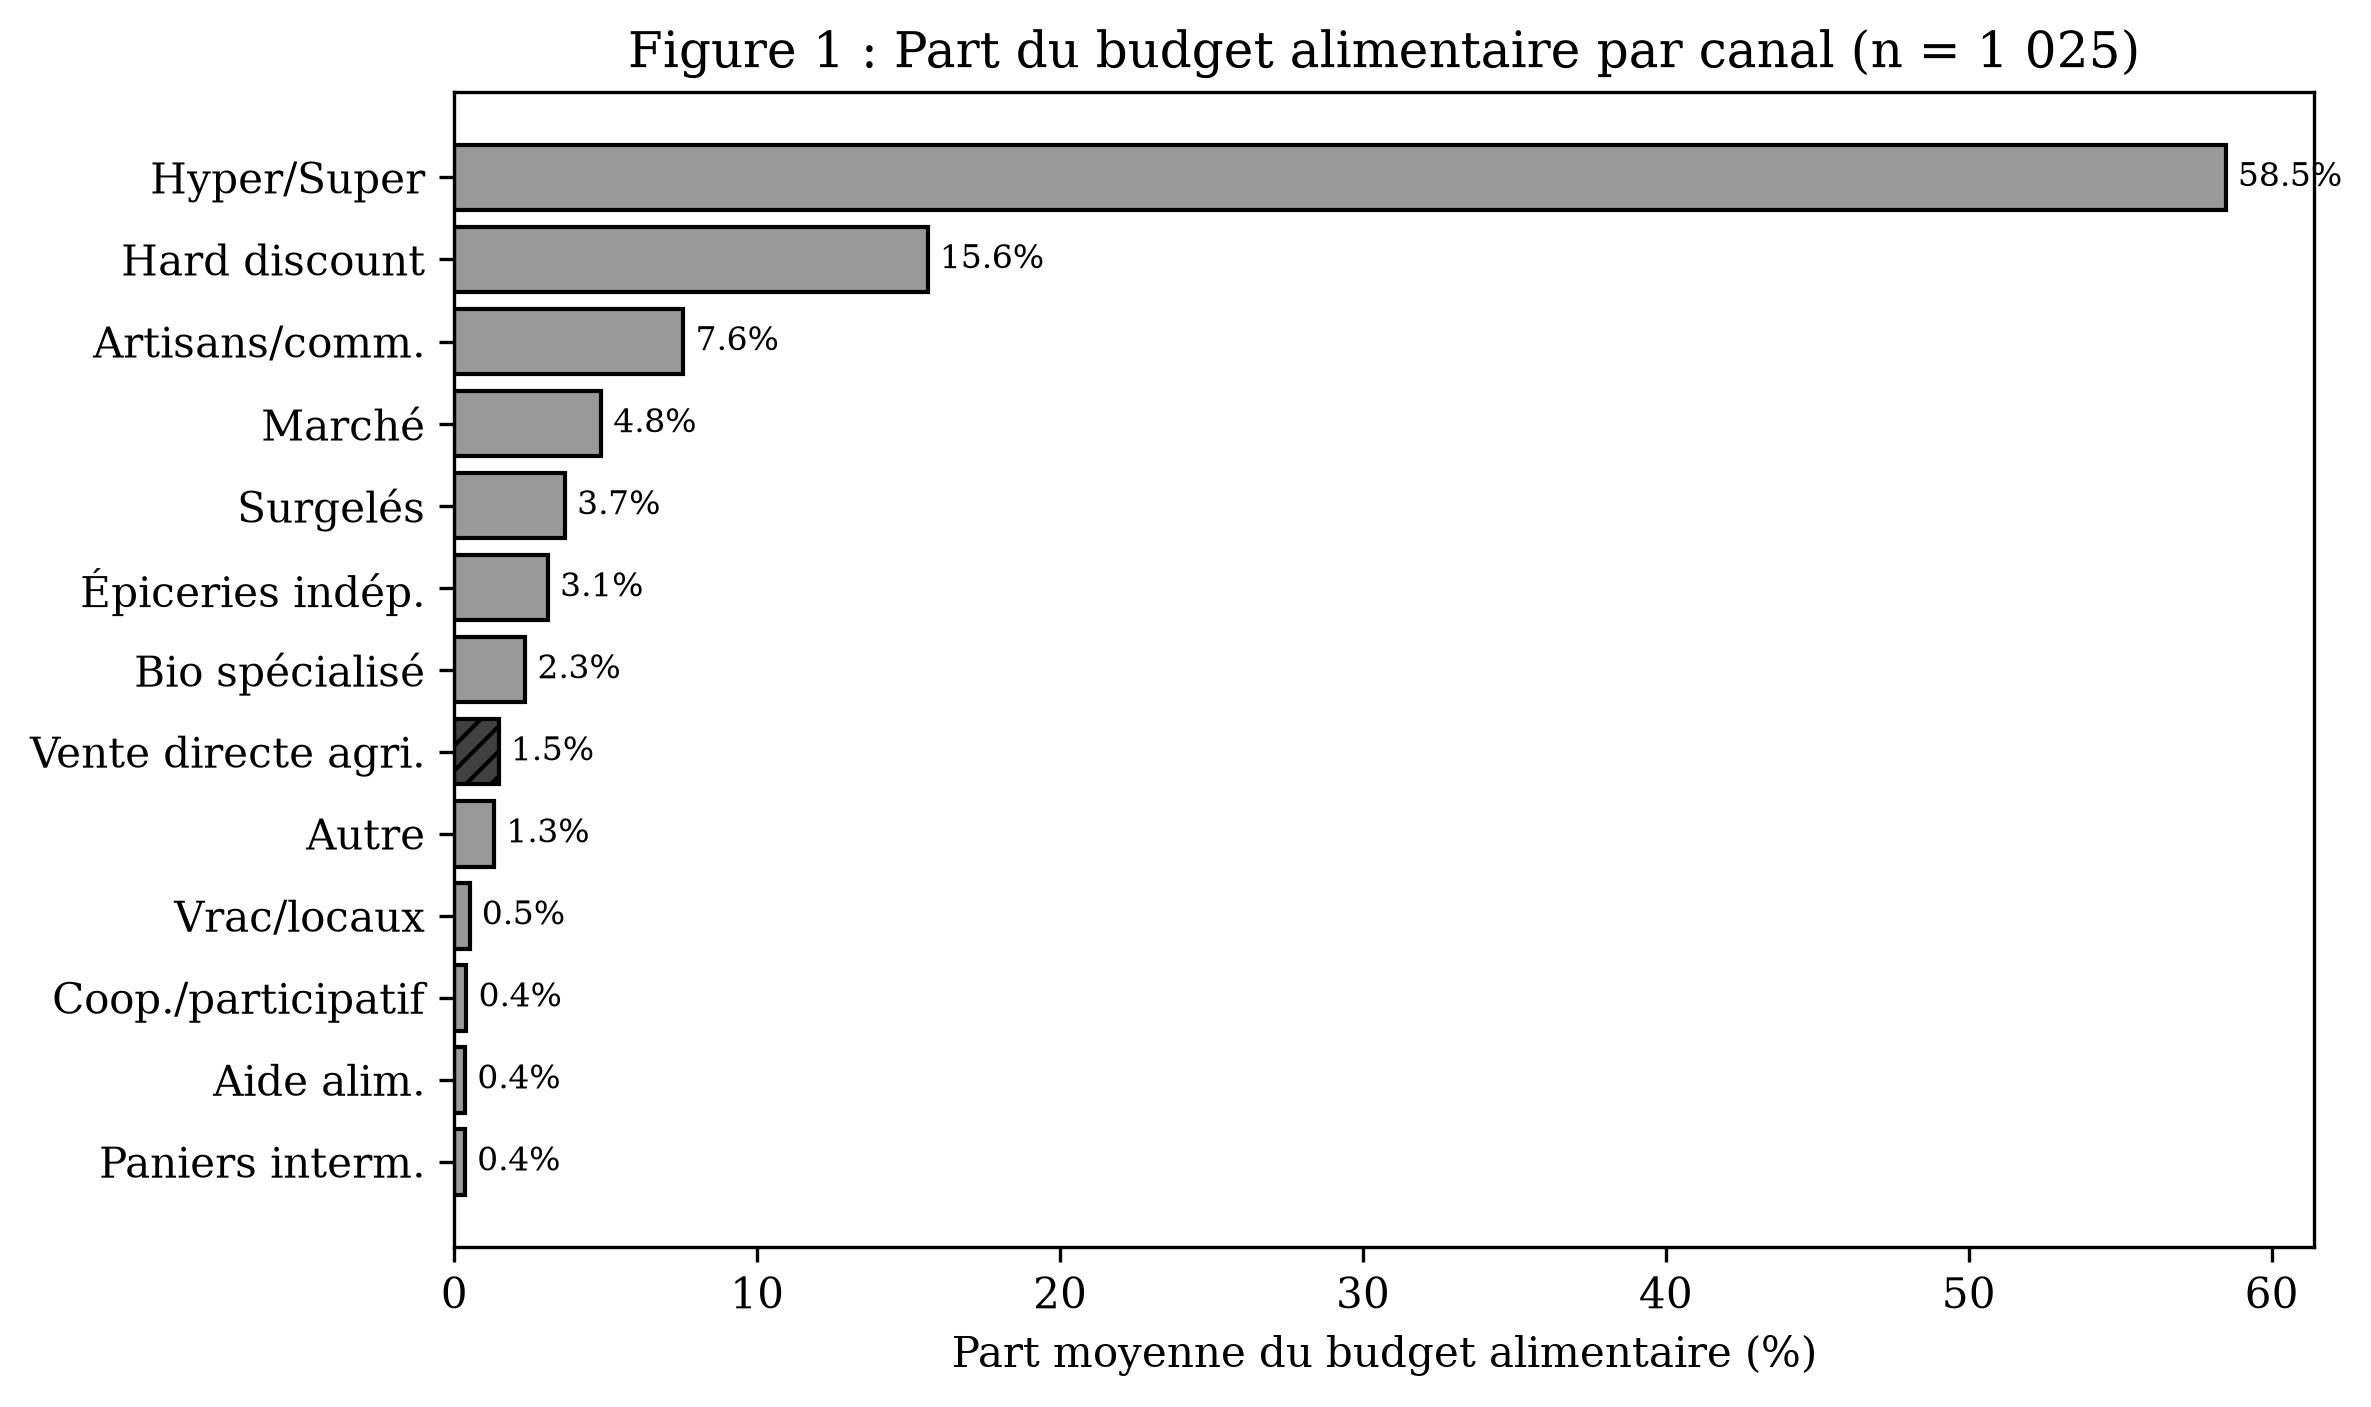 Figure 1 : Part du budget alimentaire par canal (n = 1 025)
Hyper/Super 58.5%
Hard discount 15.6%
Artisans/comm. 7.6%
Marché 4.8%
Surgelés 3.7%
Épiceries indép. 3.1%
Bio spécialisé 2.3%
Vente directe agri. 1.5%
Autre 1.3%
Vrac/locaux 0.5%
Coop./participatif 0.4%
Aide alim. 0.4%
Paniers interm. 0.4%
0 10 20 30 40 50 60
Part moyenne du budget alimentaire (%)